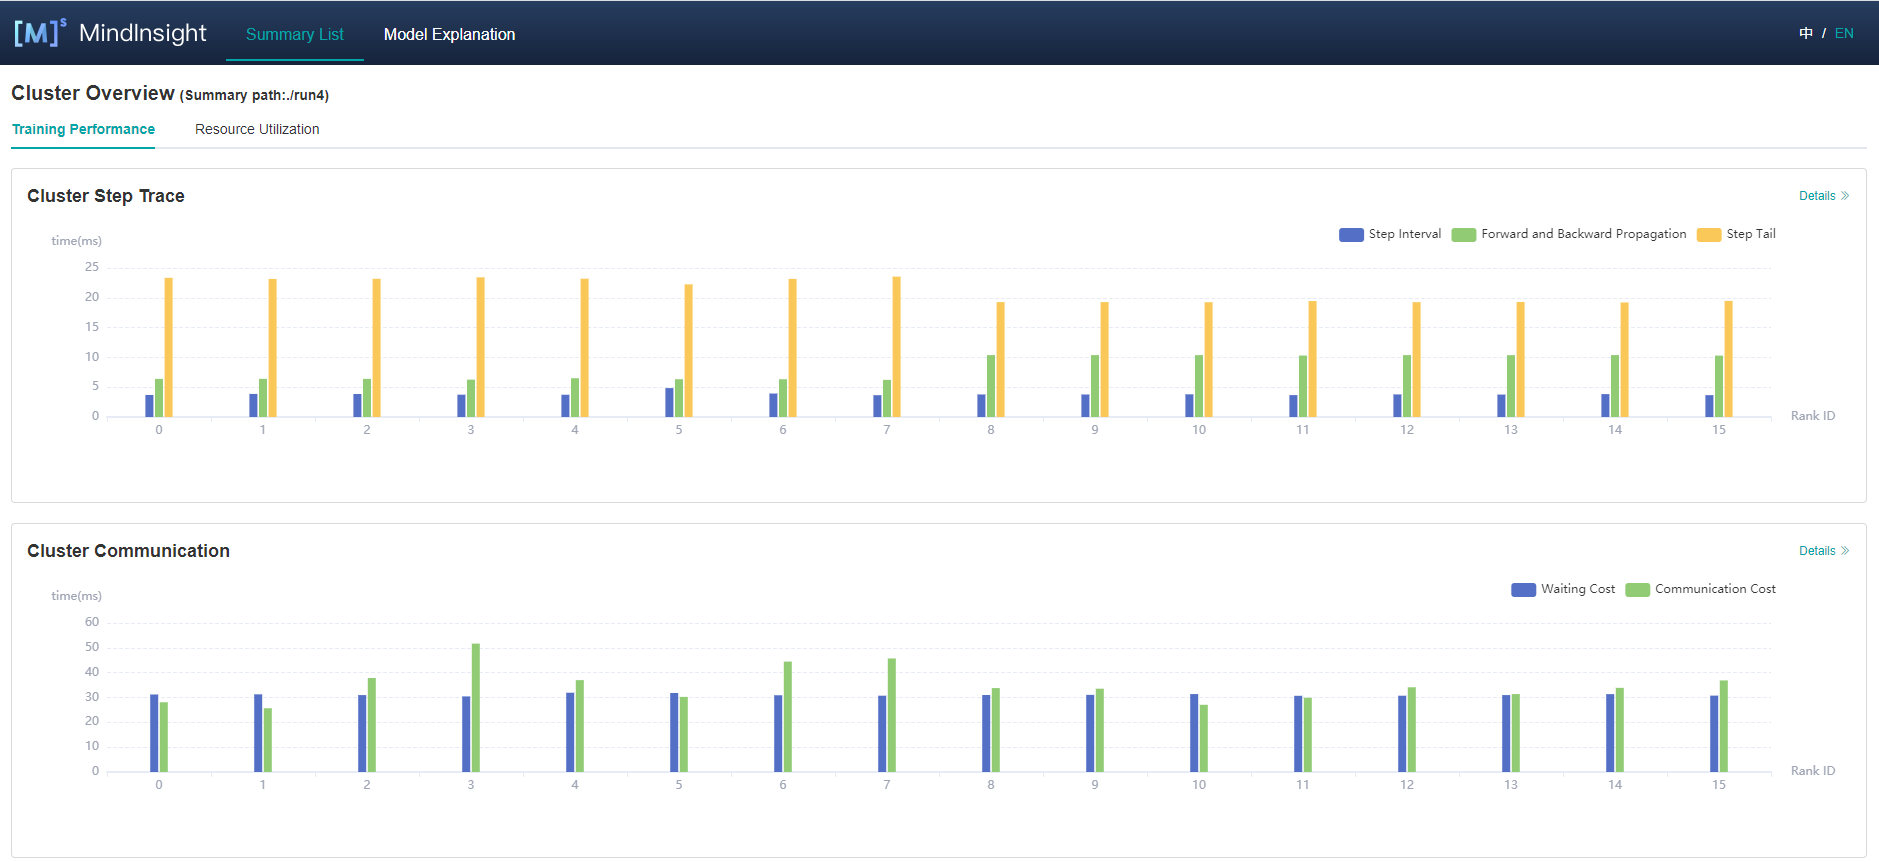 [M]s MindInsight Summary List Model Explanation 中 / EN
Cluster Overview (Summary path:./run4)
Training Performance Resource Utilization
Cluster Step Trace Details
Step Interval Forward and Backward Propagation Step Tail
time(ms)
25
20
15
10
5
0
Rank ID
0 1 2 3 4 5 6 7 8 9 10 11 12 13 14 15
Cluster Communication Details
Waiting Cost Communication Cost
time(ms)
60
50
40
30
20
10
0
Rank ID
0 1 2 3 4 5 6 7 8 9 10 11 12 13 14 15